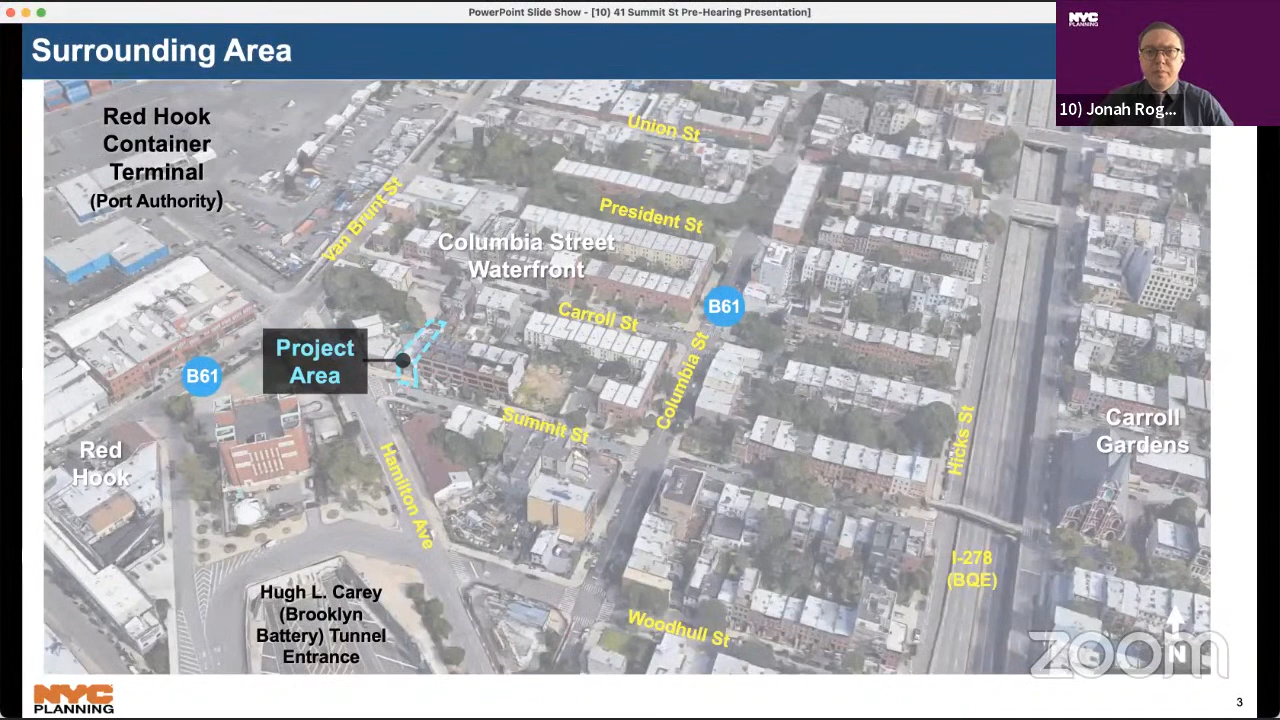 PowerPoint Slide Show - [10) 41 Summit St Pre-Hearing Presentation]
Surrounding Area
NYC
PLANNING
10) Jonah Rog...
Red Hook
Container
Terminal
(Port Authority)
Union St
Van Brunt St
President St
Columbia Street
Waterfront
B61
Carroll St
Project
Area
B61
Columbia St
Summit St
Hicks St
Carroll
Gardens
Red
Hook
Hamilton Ave
I-278
(BQE)
Hugh L. Carey
(Brooklyn
Battery) Tunnel
Entrance
Woodhull St
N
zoom
NYC
PLANNING
3